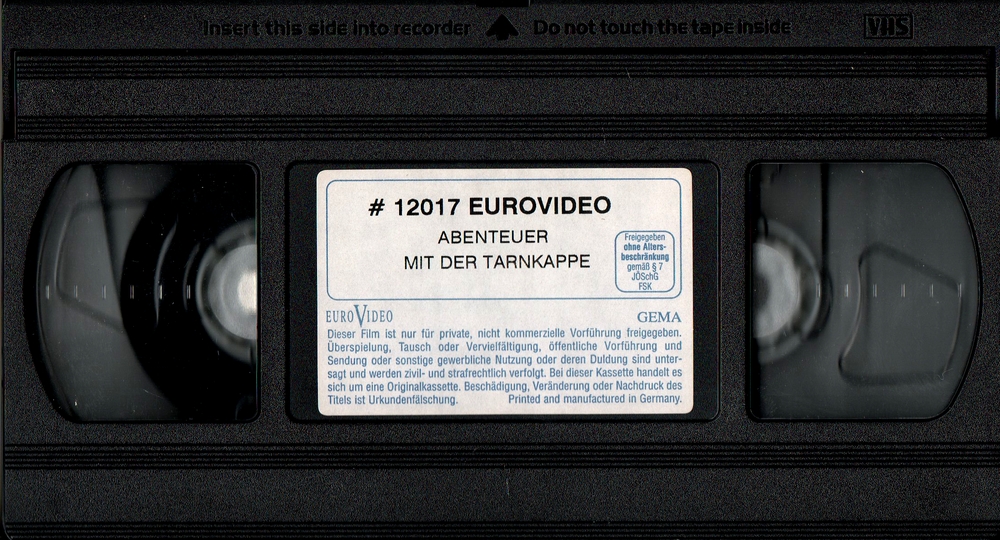 Insert this side into recorder Do not touch the tape inside VHS
# 12017 EUROVIDEO
ABENTEUER
MIT DER TARNKAPPE
Freigegeben
ohne Alters-
beschränkung
gemäß § 7
JÖSchG
FSK
EUROVIDEO GEMA
Dieser Film ist nur für private, nicht kommerzielle Vorführung freigegeben.
Überspielung, Tausch oder Vervielfältigung, öffentliche Vorführung und
Sendung oder sonstige gewerbliche Nutzung oder deren Duldung sind unter-
sagt und werden zivil- und strafrechtlich verfolgt. Bei dieser Kassette handelt es
sich um eine Originalkassette. Beschädigung, Veränderung oder Nachdruck des
Titels ist Urkundenfälschung. Printed and manufactured in Germany.